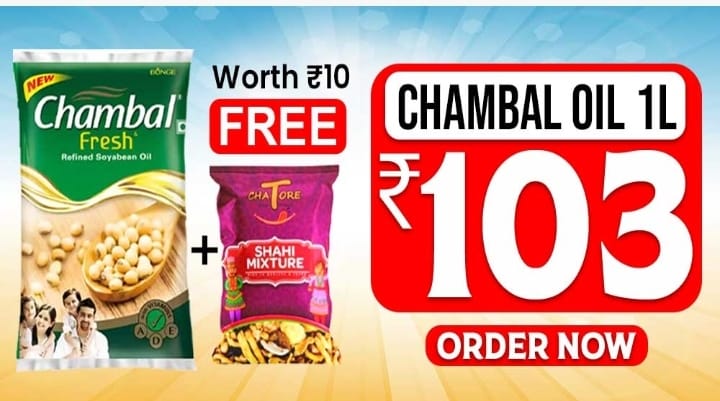 NEW
BUNGE
Chambal
Fresh
Refined Soyabean Oil
A D E
Worth ₹10
FREE
+
CHATORE
SHAHI
MIXTURE
CHAMBAL OIL 1L
₹103
ORDER NOW